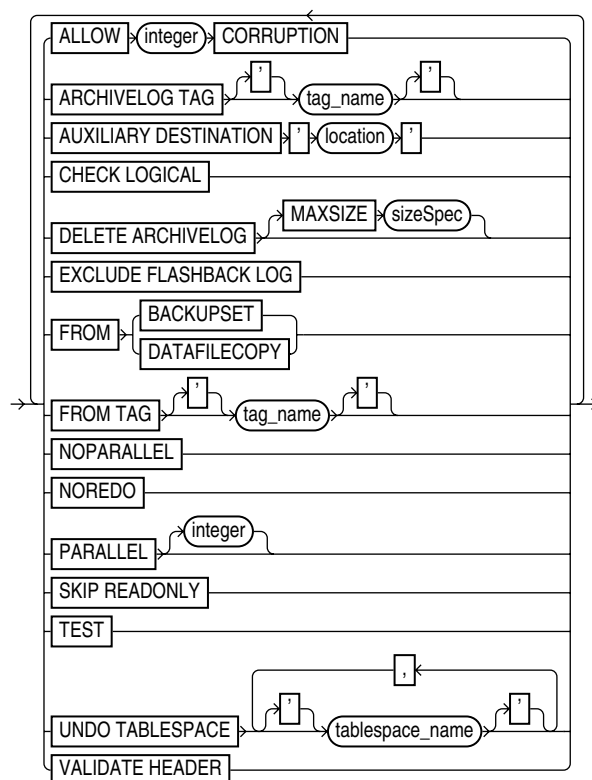 ALLOW integer CORRUPTION
ARCHIVELOG TAG ' tag_name '
AUXILIARY DESTINATION ' location '
CHECK LOGICAL
DELETE ARCHIVELOG MAXSIZE sizeSpec
EXCLUDE FLASHBACK LOG
FROM BACKUPSET
DATAFILECOPY
FROM TAG ' tag_name '
NOPARALLEL
NOREDO
PARALLEL integer
SKIP READONLY
TEST
,
UNDO TABLESPACE ' tablespace_name '
VALIDATE HEADER